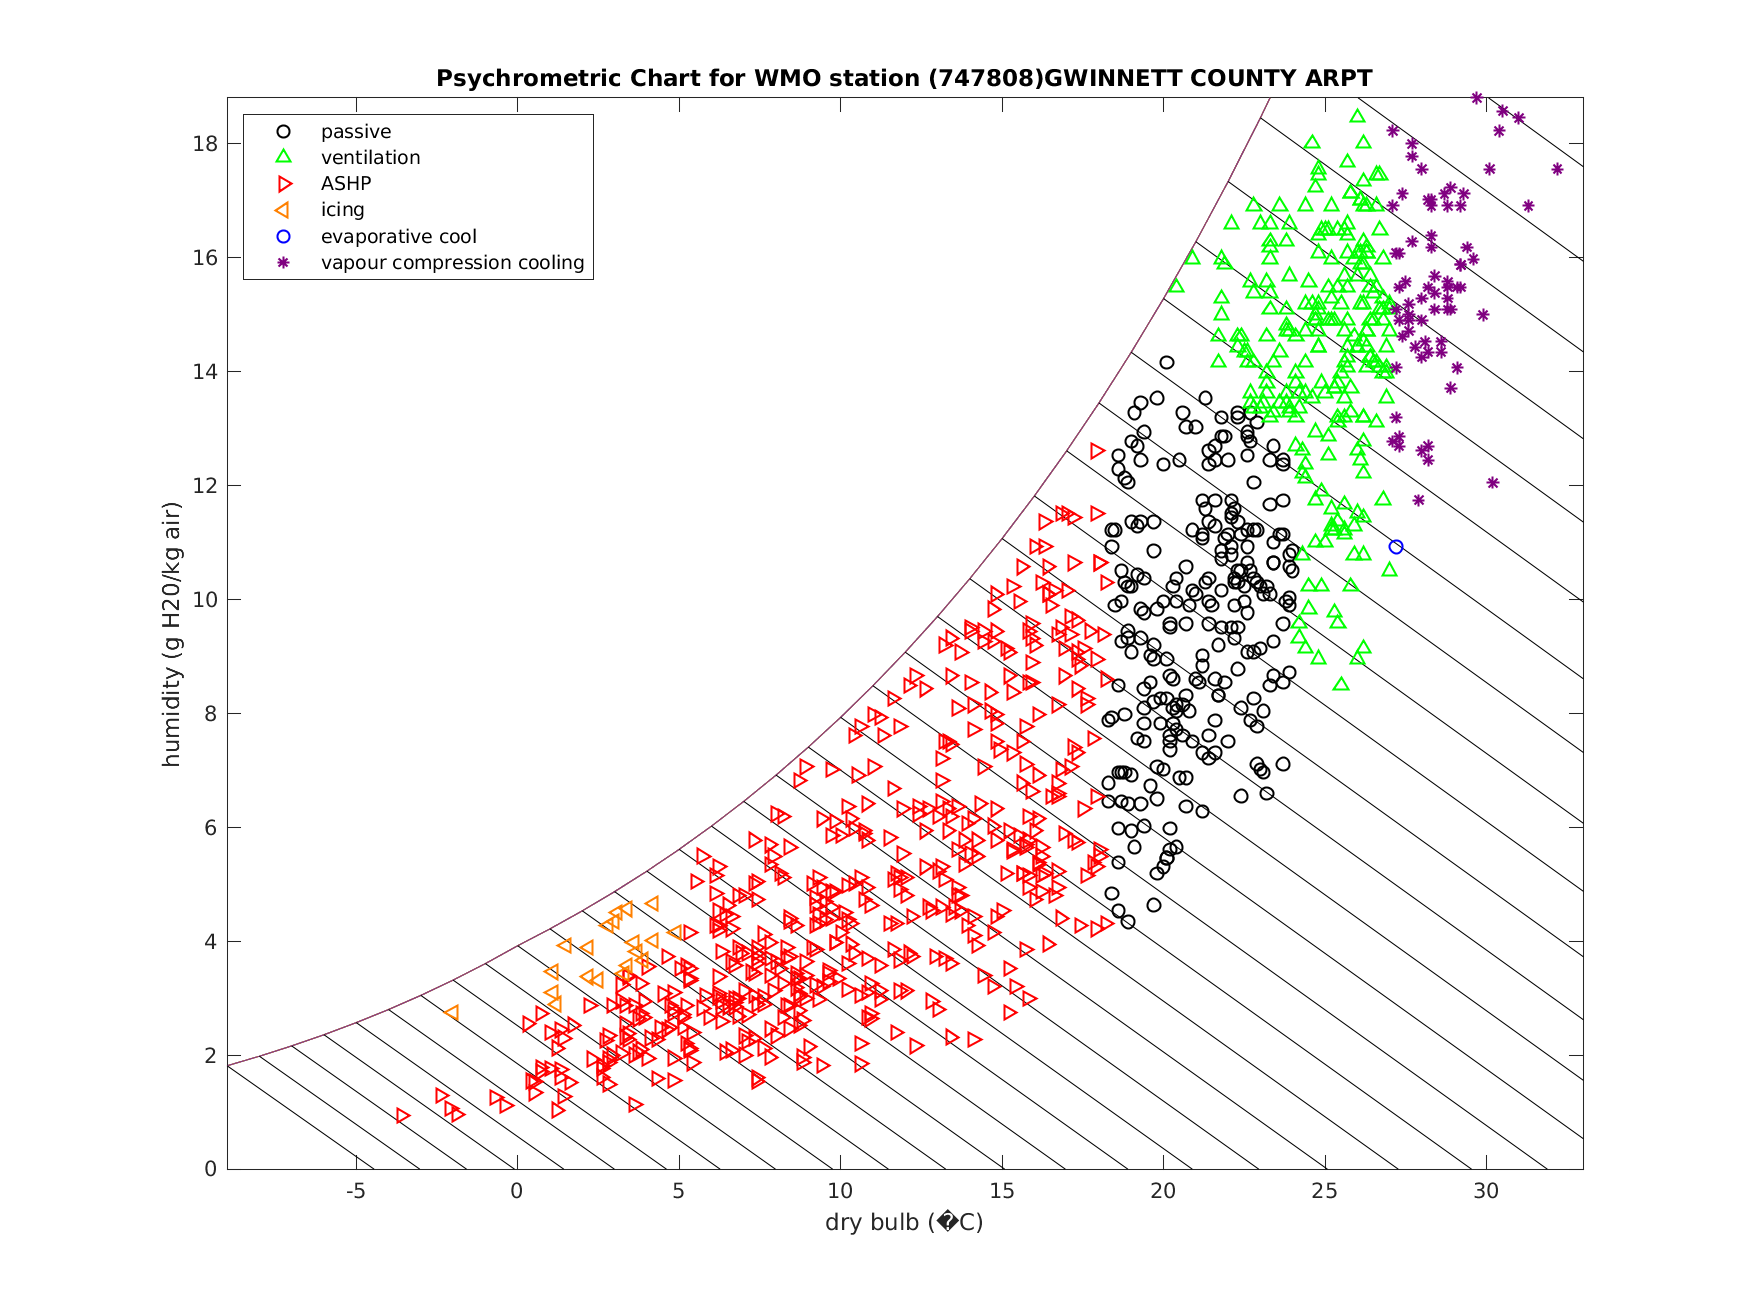 Psychrometric Chart for WMO station (747808)GWINNETT COUNTY ARPT
passive
ventilation
ASHP
icing
evaporative cool
vapour compression cooling
humidity (g H20/kg air)
18
16
14
12
10
8
6
4
2
0
-5
0
5
10
15
20
25
30
dry bulb (�C)